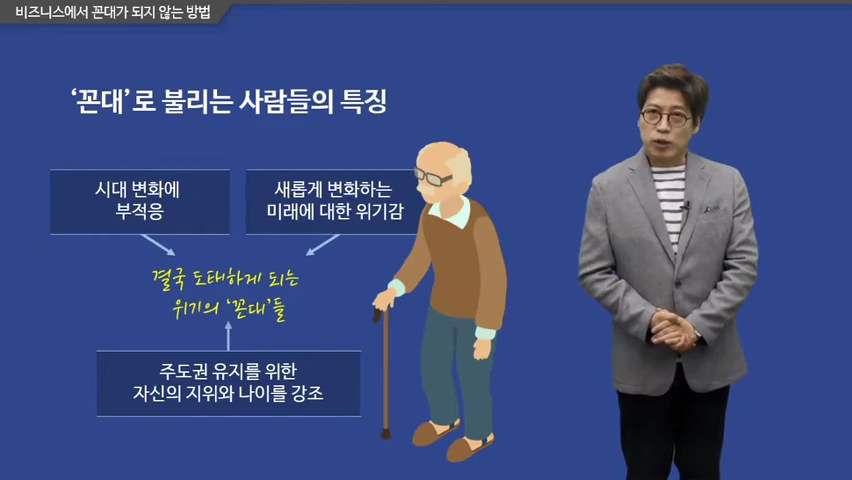 비즈니스에서 꼰대가 되지 않는 방법
‘꼰대’로 불리는 사람들의 특징
시대 변화에
부적응
새롭게 변화하는
미래에 대한 위기감
결국 도태하게 되는
위기의 ‘꼰대’들
주도권 유지를 위한
자신의 지위와 나이를 강조